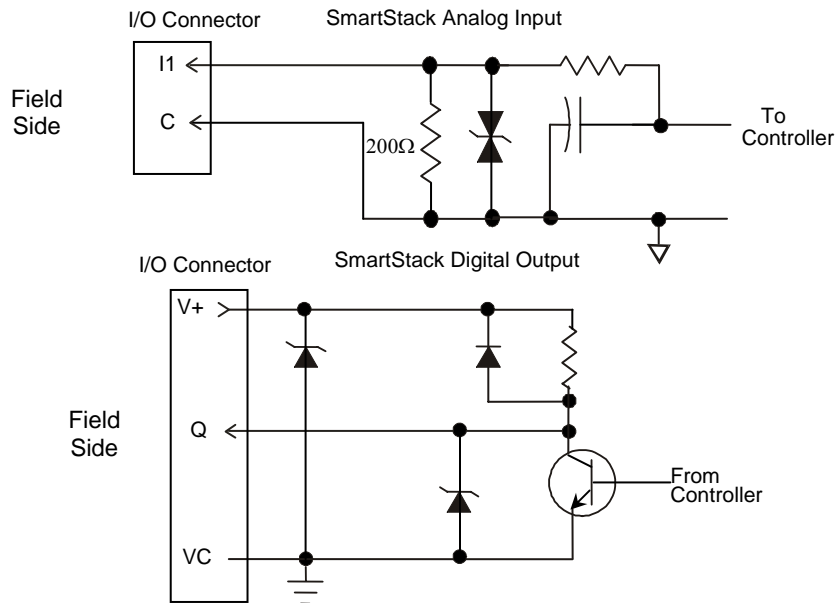 I/O Connector
SmartStack Analog Input
I1
Field
Side
C
200Ω
To
Controller
I/O Connector
SmartStack Digital Output
V+
Field
Side
Q
From
Controller
VC